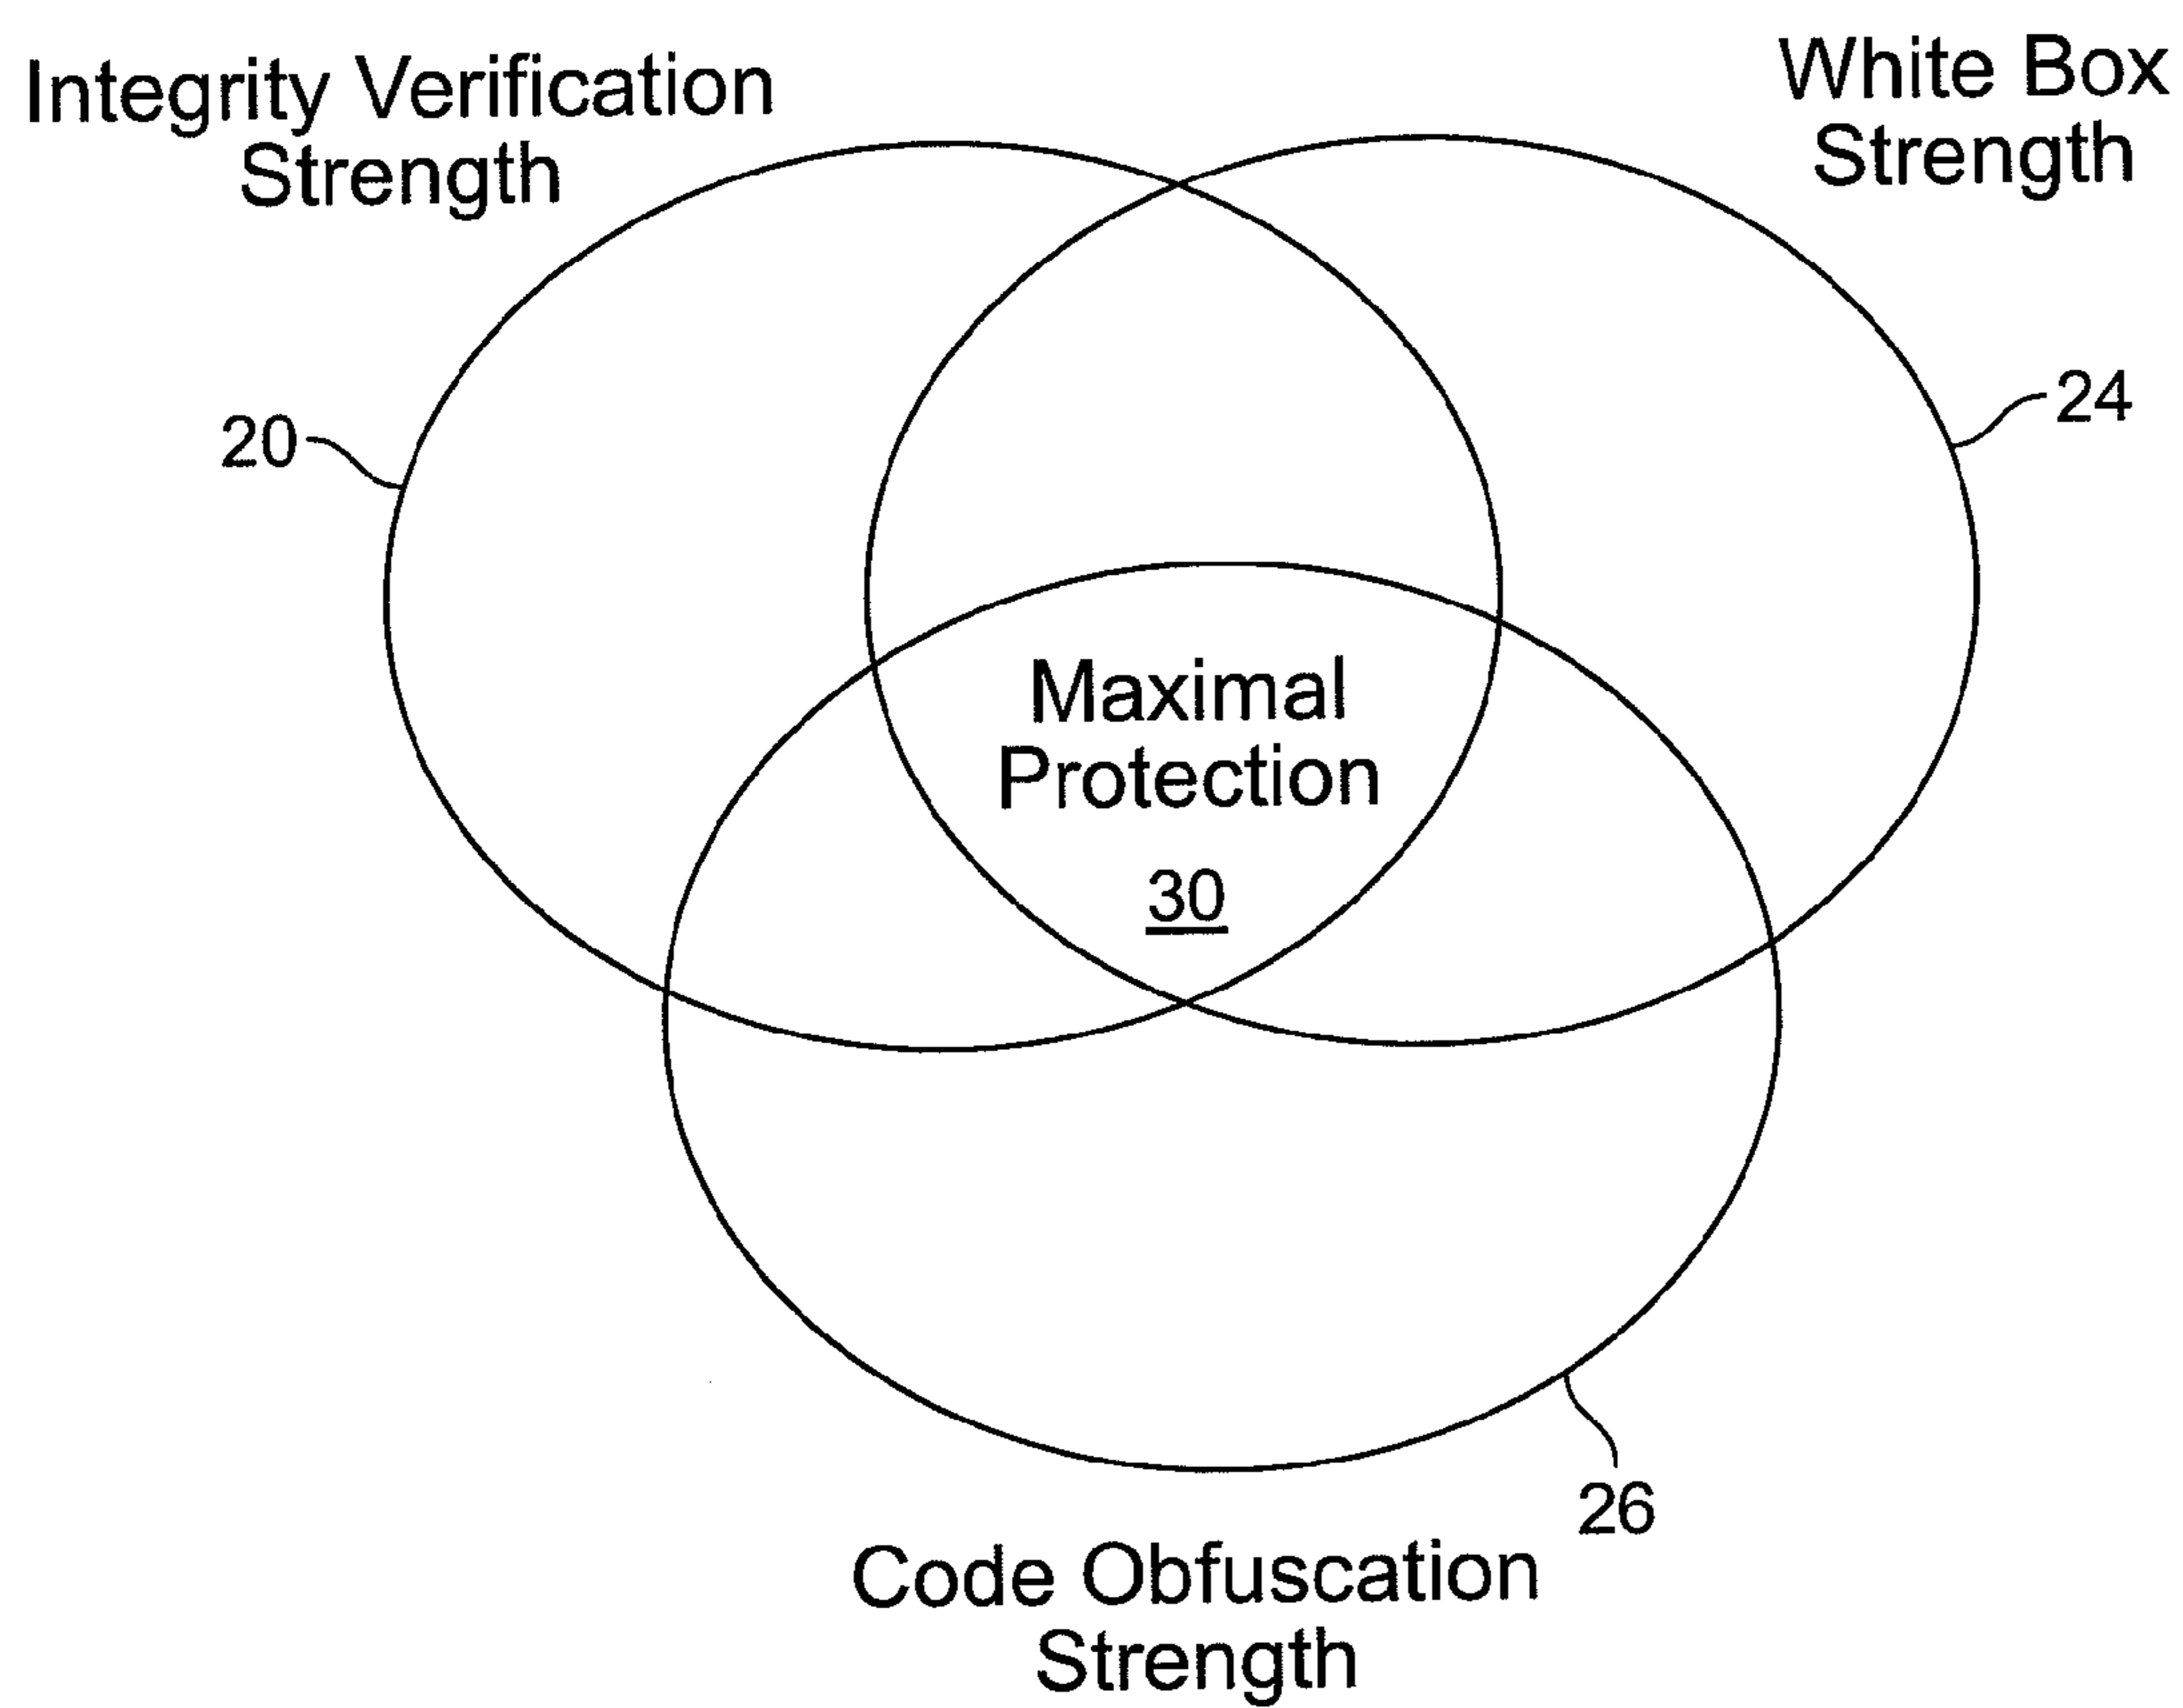 Integrity Verification
Strength
White Box
Strength
20
24
Maximal
Protection
30
26
Code Obfuscation
Strength